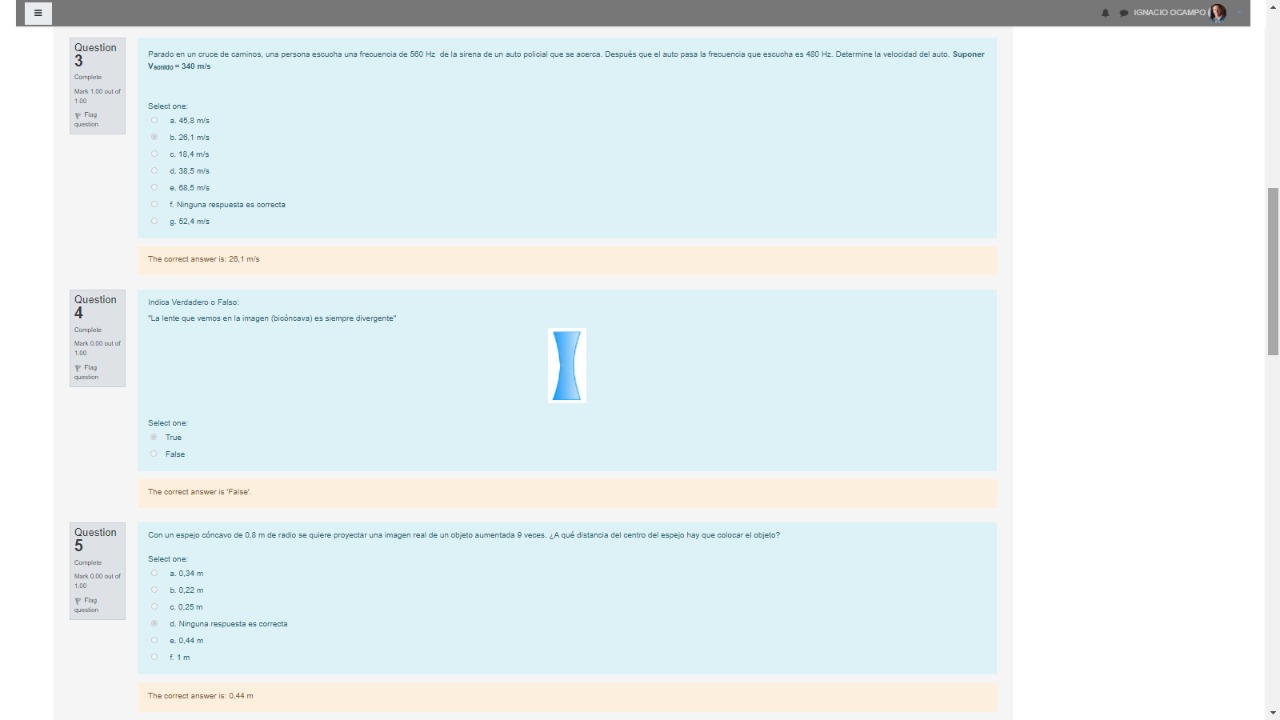 IGNACIO OCAMPO
Question
3
Complete
Mark 1.00 out of
1.00
Flag
question
Parado en un cruce de caminos, una persona escucha una frecuencia de 560 Hz de la sirena de un auto policial que se acerca. Después que el auto pasa la frecuencia que escucha es 480 Hz. Determine la velocidad del auto. Suponer
Vsonido = 340 m/s
Select one:
a. 45,8 m/s
b. 26,1 m/s
c. 18,4 m/s
d. 38,5 m/s
e. 68,5 m/s
f. Ninguna respuesta es correcta
g. 52,4 m/s
The correct answer is: 26,1 m/s
Question
4
Complete
Mark 0.00 out of
1.00
Flag
question
Indica Verdadero o Falso:
"La lente que vemos en la imagen (bicóncava) es siempre divergente"
Select one:
True
False
The correct answer is 'False'.
Question
5
Complete
Mark 0.00 out of
1.00
Flag
question
Con un espejo cóncavo de 0.8 m de radio se quiere proyectar una imagen real de un objeto aumentada 9 veces. ¿A qué distancia del centro del espejo hay que colocar el objeto?
Select one:
a. 0,34 m
b. 0,22 m
c. 0,25 m
d. Ninguna respuesta es correcta
e. 0,44 m
f. 1 m
The correct answer is: 0,44 m